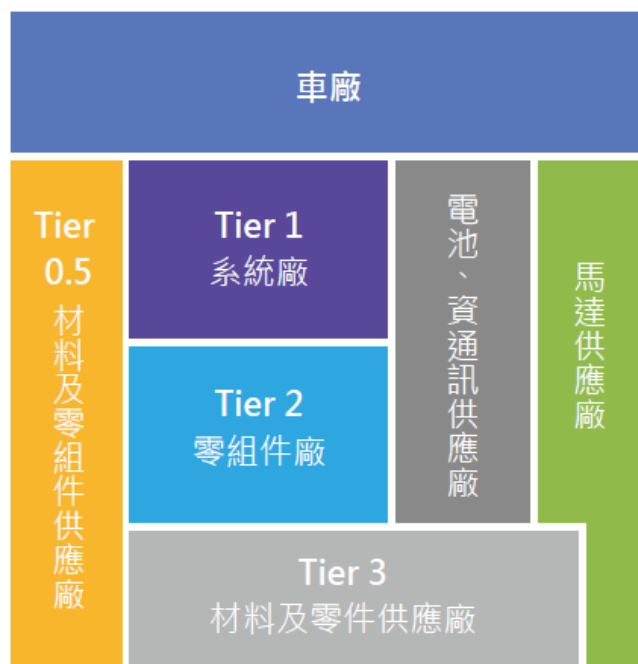 車廠
Tier
0.5
材料及零組件供應廠
Tier 1
系統廠
Tier 2
零組件廠
電池、資通訊供應廠
馬達供應廠
Tier 3
材料及零件供應廠